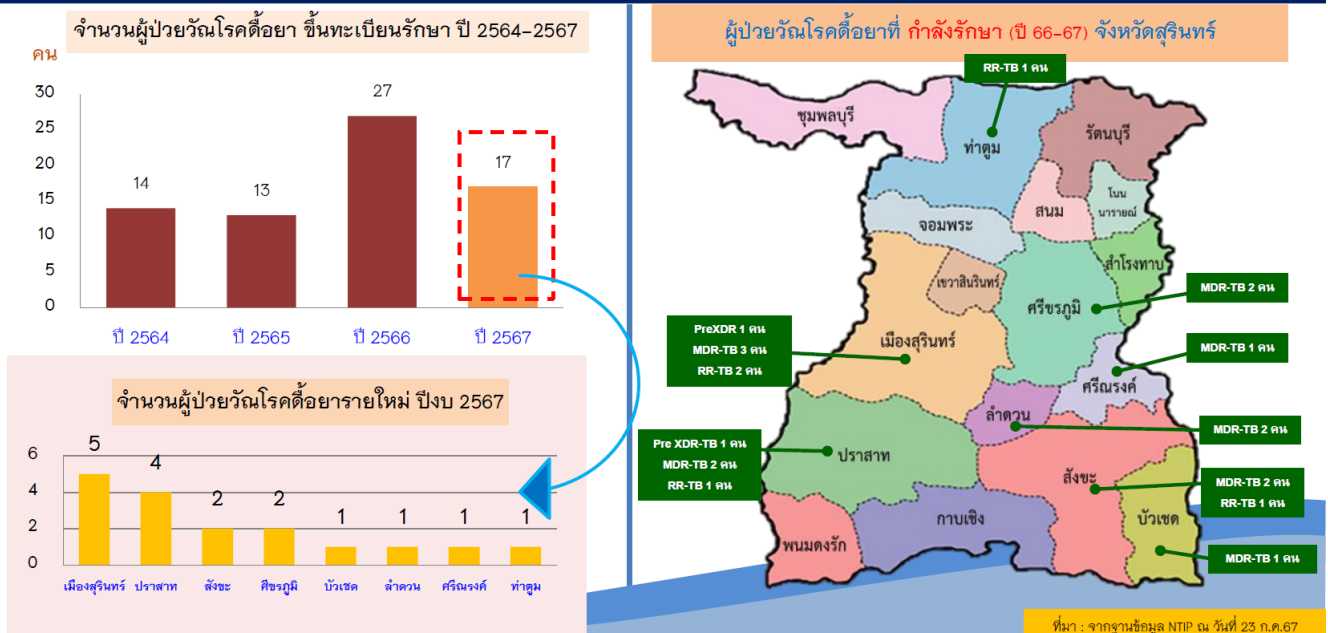 จำนวนผู้ป่วยวัณโรคดื้อยา ขึ้นทะเบียนรักษา ปี 2564-2567
คน
30
25
20
15
10
5
0
14
13
27
17
ปี 2564
ปี 2565
ปี 2566
ปี 2567
จำนวนผู้ป่วยวัณโรคดื้อยารายใหม่ ปีงบ 2567
6
4
2
0
5
4
2
2
1
1
1
1
เมืองสุรินทร์
ปราสาท
สังขะ
ศีขรภูมิ
บัวเชด
ลำดวน
ศรีณรงค์
ท่าตูม
ผู้ป่วยวัณโรคดื้อยาที่ กำลังรักษา (ปี 66-67) จังหวัดสุรินทร์
RR-TB 1 คน
ชุมพลบุรี
ท่าตูม
รัตนบุรี
สนม
โนน
นารายณ์
จอมพระ
สำโรงทาบ
เขวาสินรินทร์
ศรีขรภูมิ
MDR-TB 2 คน
PreXDR 1 คน
MDR-TB 3 คน
RR-TB 2 คน
เมืองสุรินทร์
MDR-TB 1 คน
ศรีณรงค์
ลำดวน
MDR-TB 2 คน
Pre XDR-TB 1 คน
MDR-TB 2 คน
RR-TB 1 คน
ปราสาท
สังขะ
MDR-TB 2 คน
RR-TB 1 คน
กาบเชิง
บัวเชด
พนมดงรัก
MDR-TB 1 คน
ที่มา : จากฐานข้อมูล NTIP ณ วันที่ 23 ก.ค.67